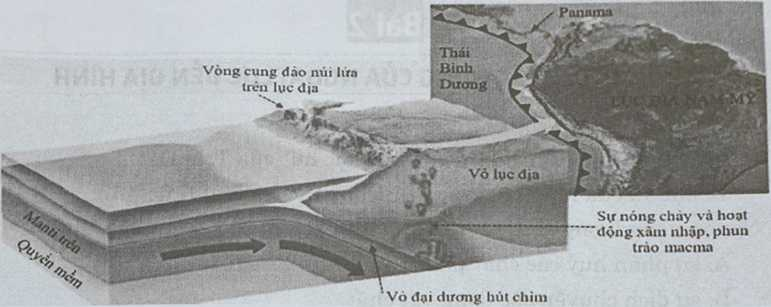 Panama
Thái
Bình
Dương
LỤC ĐỊA NAM MỸ
Vòng cung đảo núi lửa
trên lục địa
Vỏ lục địa
Manti trên
Quyển mềm
Sự nóng chảy và hoạt
động xâm nhập, phun
trào macma
Vỏ đại dương hút chìm